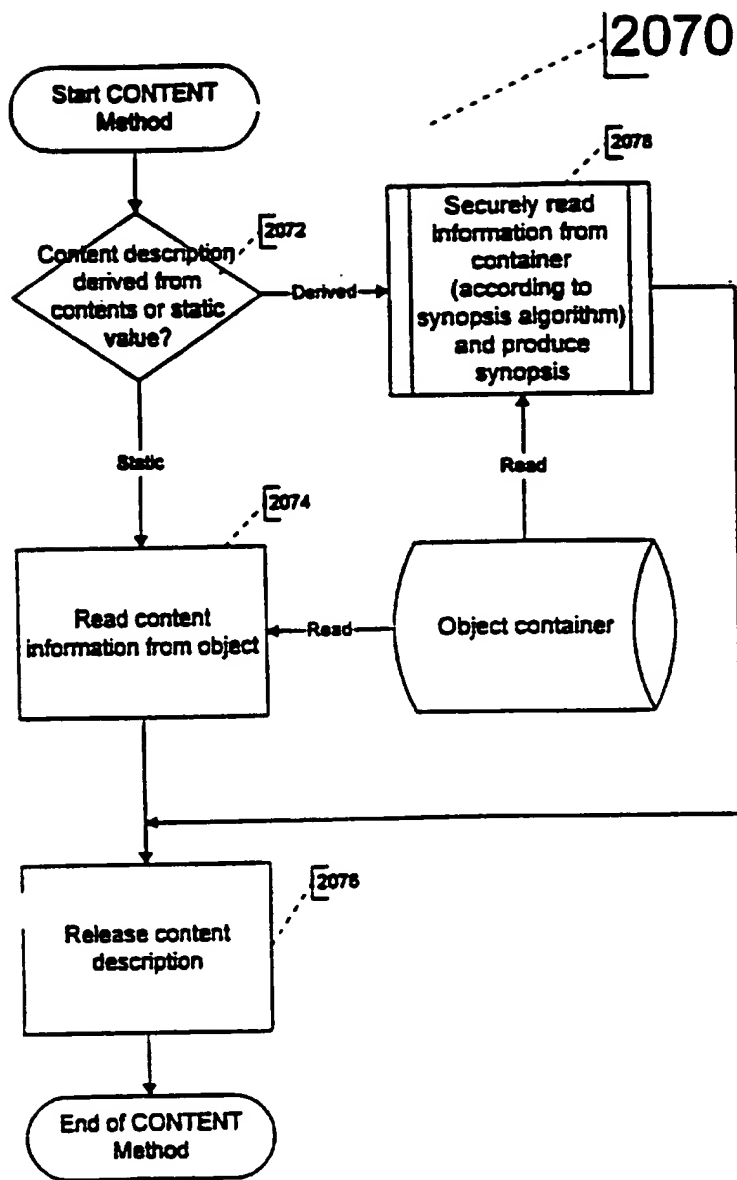 2070
Start CONTENT
Method
2078
2072
Content description
derived from
contents or static
value?
Derived
Securely read
information from
container
(according to
synopsis algorithm)
and produce
synopsis
Static
Read
2074
Read content
information from object
Read
Object container
2076
Release content
description
End of CONTENT
Method